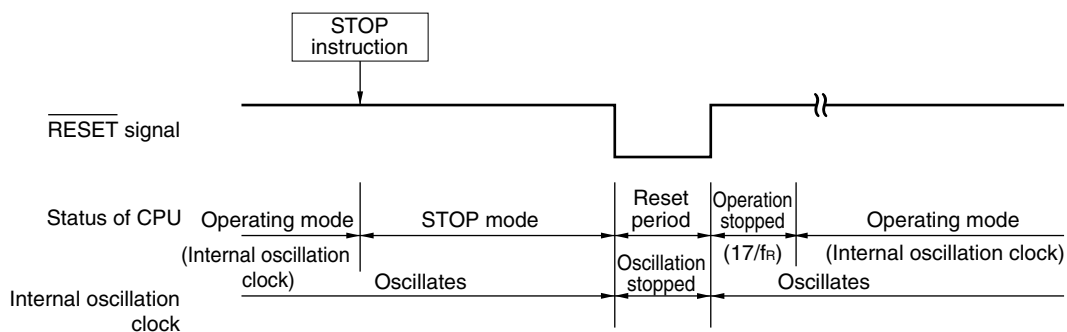 STOP
instruction
RESET signal
Status of CPU
Operating mode
(Internal oscillation
clock)
STOP mode
Reset
period
Operation
stopped
(17/fR)
Operating mode
(Internal oscillation clock)
Internal oscillation
clock
Oscillates
Oscillation
stopped
Oscillates